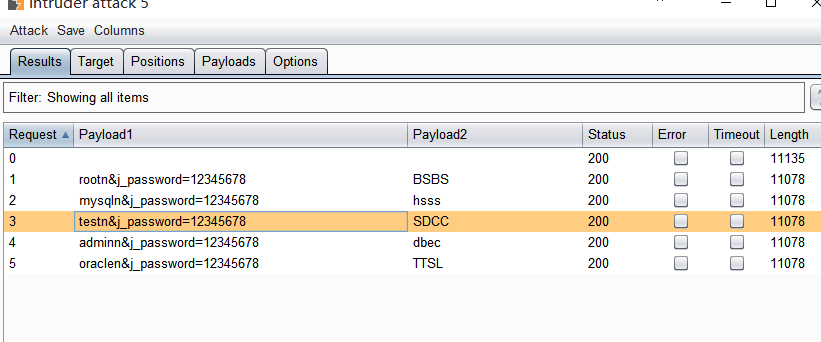 Intruder attack 5
Attack Save Columns
Results Target Positions Payloads Options
Filter: Showing all items
Request Payload1 Payload2 Status Error Timeout Length
0 200 11135
1 rootn&j_password=12345678 BSBS 200 11078
2 mysqln&j_password=12345678 hsss 200 11078
3 testn&j_password=12345678 SDCC 200 11078
4 adminn&j_password=12345678 dbec 200 11078
5 oraclen&j_password=12345678 TTSL 200 11078